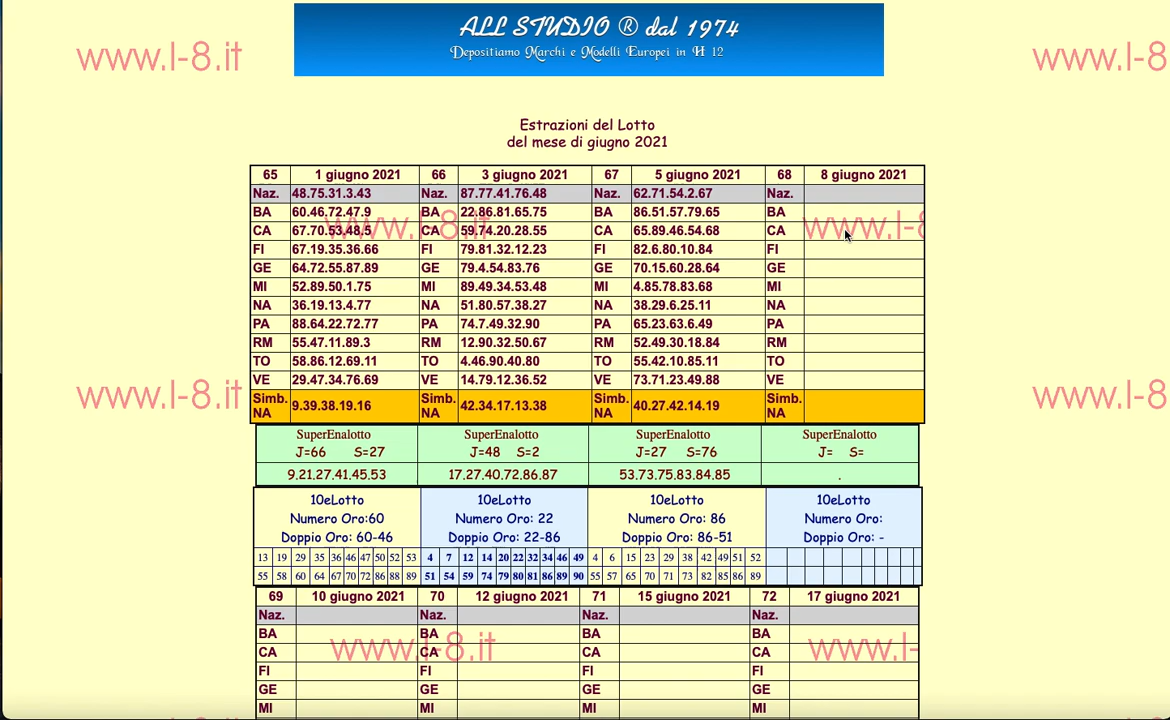 ALL STUDIO ® dal 1974
Depositiamo Marchi e Modelli Europei in H 12
www.l-8.it
www.l-8
Estrazioni del Lotto
del mese di giugno 2021
65 1 giugno 2021 66 3 giugno 2021 67 5 giugno 2021 68 8 giugno 2021
Naz. 48.75.31.3.43 Naz. 87.77.41.76.48 Naz. 62.71.54.2.67 Naz.
BA 60.46.72.47.9 BA 22.86.81.65.75 BA 86.51.57.79.65 BA
www.l-8.it www.l-8
CA 67.70.53.48.5 CA 59.74.20.28.55 CA 65.89.46.54.68 CA
FI 67.19.35.36.66 FI 79.81.32.12.23 FI 82.6.80.10.84 FI
GE 64.72.55.87.89 GE 79.4.54.83.76 GE 70.15.60.28.64 GE
MI 52.89.50.1.75 MI 89.49.34.53.48 MI 4.85.78.83.68 MI
NA 36.19.13.4.77 NA 51.80.57.38.27 NA 38.29.6.25.11 NA
PA 88.64.22.72.77 PA 74.7.49.32.90 PA 65.23.63.6.49 PA
RM 55.47.11.89.3 RM 12.90.32.50.67 RM 52.49.30.18.84 RM
TO 58.86.12.69.11 TO 4.46.90.40.80 TO 55.42.10.85.11 TO
VE 29.47.34.76.69 VE 14.79.12.36.52 VE 73.71.23.49.88 VE
www.l-8.it www.l-8
Simb. NA 9.39.38.19.16 Simb. NA 42.34.17.13.38 Simb. NA 40.27.42.14.19 Simb. NA
SuperEnalotto SuperEnalotto SuperEnalotto SuperEnalotto
J=66 S=27 J=48 S=2 J=27 S=76 J= S=
9.21.27.41.45.53 17.27.40.72.86.87 53.73.75.83.84.85 .
10eLotto 10eLotto 10eLotto 10eLotto
Numero Oro:60 Numero Oro: 22 Numero Oro: 86 Numero Oro:
Doppio Oro: 60-46 Doppio Oro: 22-86 Doppio Oro: 86-51 Doppio Oro: -
13 19 29 35 36 46 47 50 52 53 4 7 12 14 20 22 32 34 46 49 4 6 15 23 29 38 42 49 51 52
55 58 60 64 67 70 72 86 88 89 51 54 59 74 79 80 81 86 89 90 55 57 65 70 71 73 82 85 86 89
69 10 giugno 2021 70 12 giugno 2021 71 15 giugno 2021 72 17 giugno 2021
Naz. Naz. Naz. Naz.
BA BA BA BA
www.l-8.it www.l-
CA CA CA CA
FI FI FI FI
GE GE GE GE
MI MI MI MI